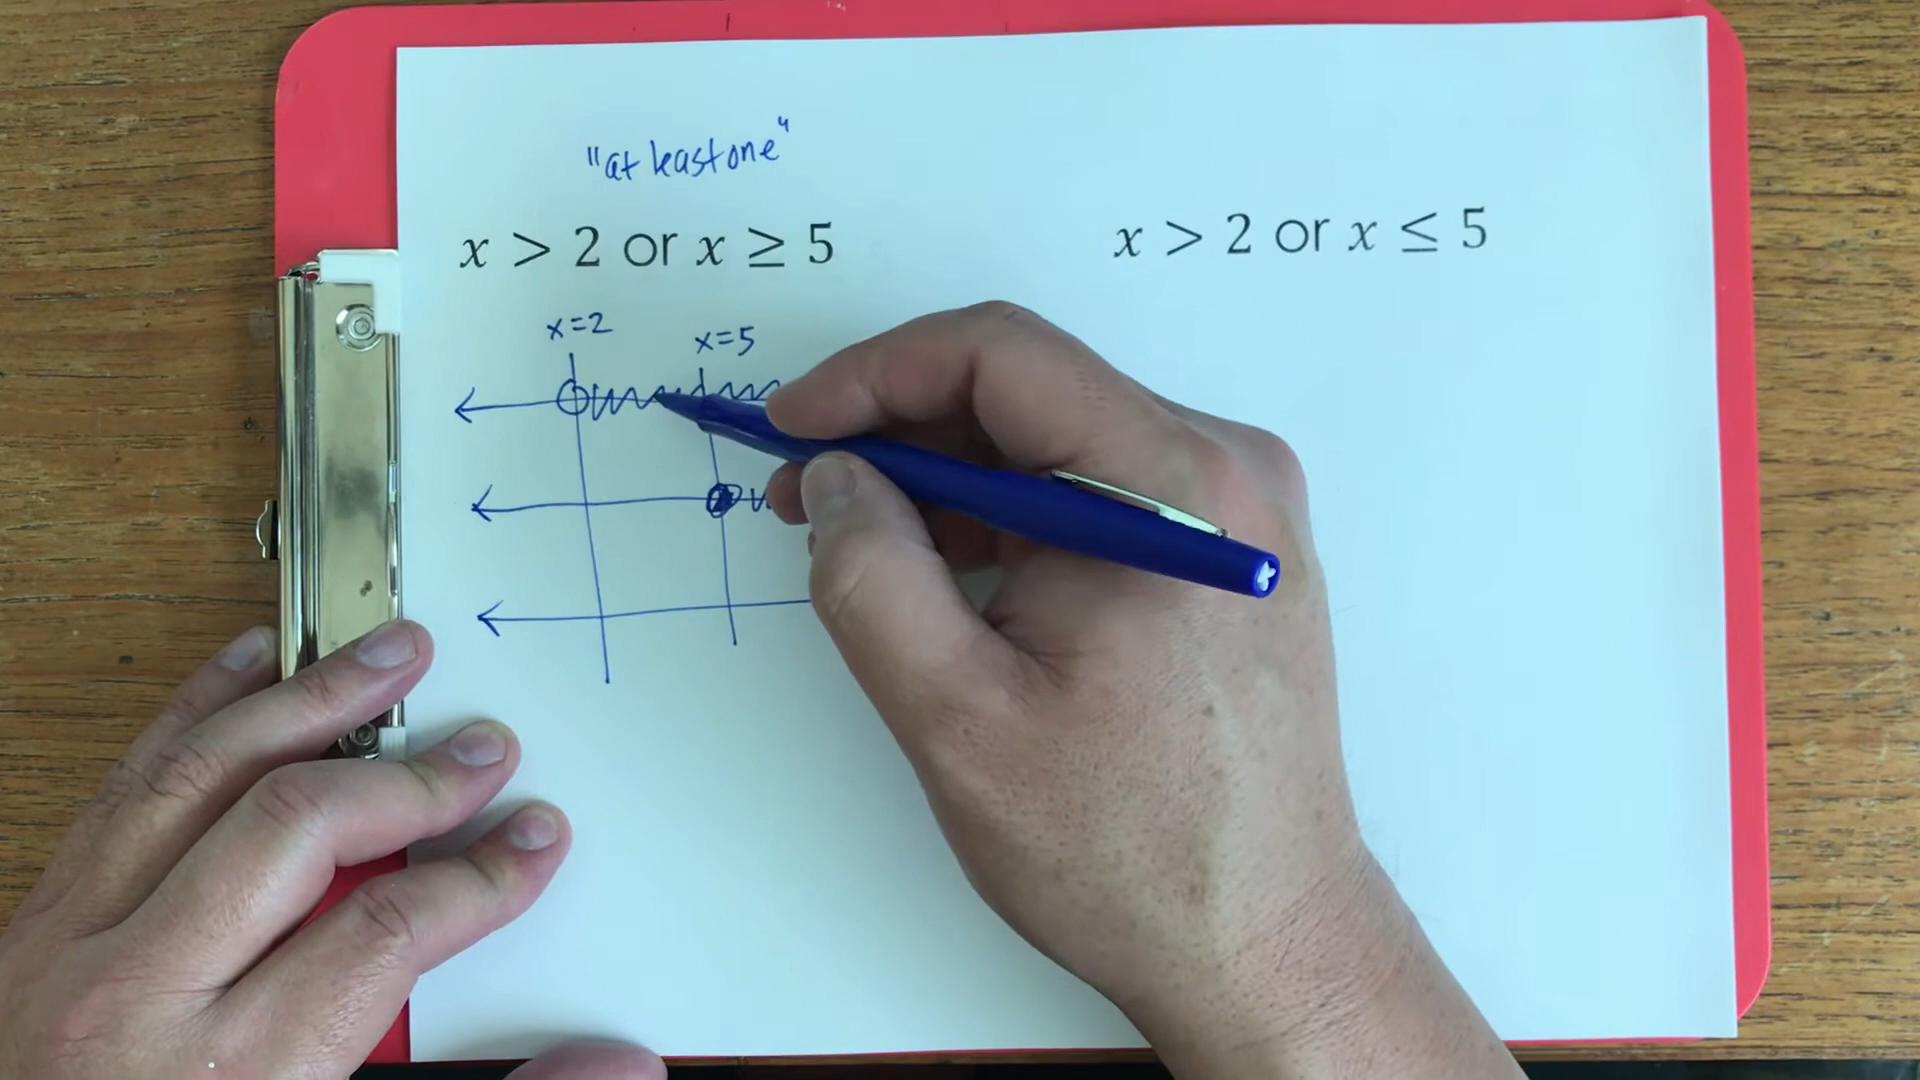 "at least one"
x > 2 or x ≥ 5
x > 2 or x ≤ 5
x=2
x=5